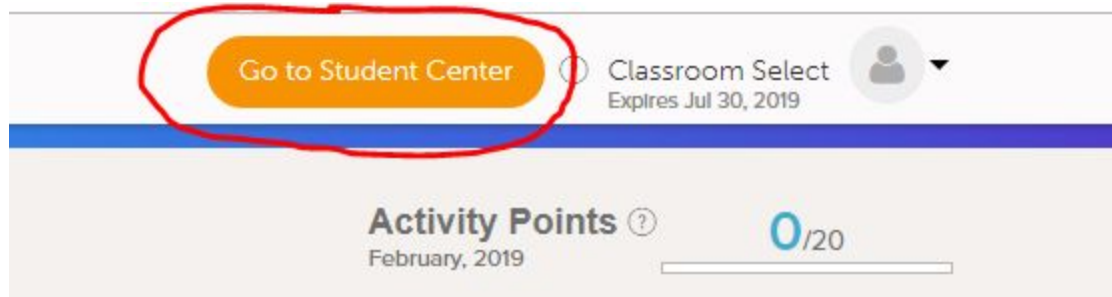 Go to Student Center
Classroom Select
Expires Jul 30, 2019
Activity Points ?
February, 2019
0/20